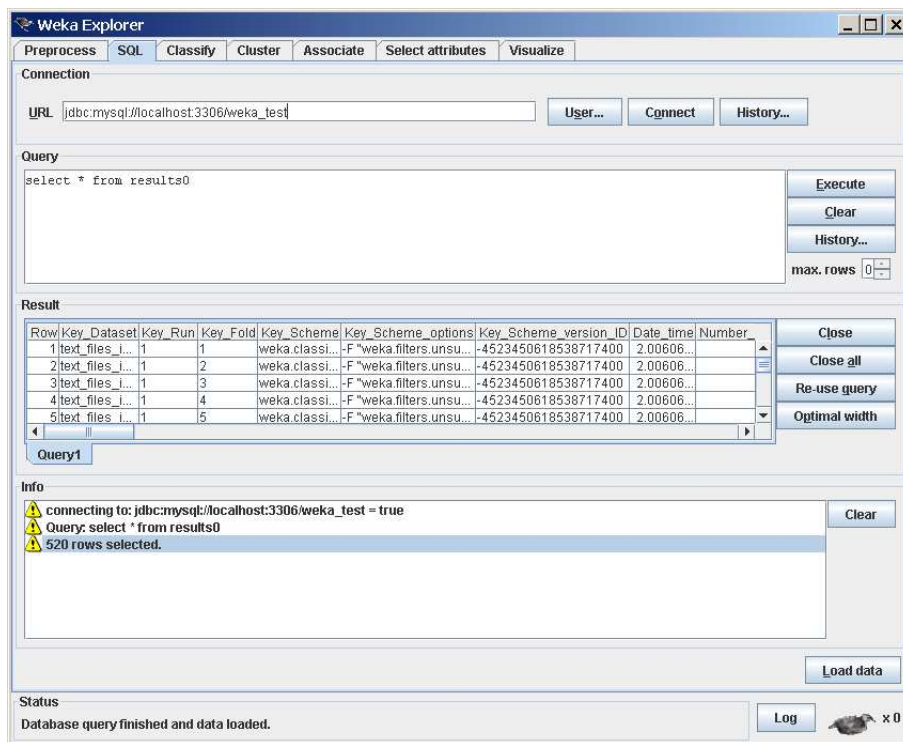 Weka Explorer
Preprocess SQL Classify Cluster Associate Select attributes Visualize
Connection
URL jdbc:mysql://localhost:3306/weka_test User... Connect History...
Query
select * from results0
Execute
Clear
History...
max. rows 0
Result
Row Key_Dataset Key_Run Key_Fold Key_Scheme Key_Scheme_options Key_Scheme_version_ID Date_time Number_
1 text_files_i... 1 1 weka.classi... -F "weka.filters.unsu... -4523450618538717400 2.00606...
2 text_files_i... 1 2 weka.classi... -F "weka.filters.unsu... -4523450618538717400 2.00606...
3 text_files_i... 1 3 weka.classi... -F "weka.filters.unsu... -4523450618538717400 2.00606...
4 text_files_i... 1 4 weka.classi... -F "weka.filters.unsu... -4523450618538717400 2.00606...
5 text_files_i... 1 5 weka.classi... -F "weka.filters.unsu... -4523450618538717400 2.00606...
Close
Close all
Re-use query
Optimal width
Query1
Info
connecting to: jdbc:mysql://localhost:3306/weka_test = true
Query: select * from results0
520 rows selected.
Clear
Load data
Status
Database query finished and data loaded.
Log x 0